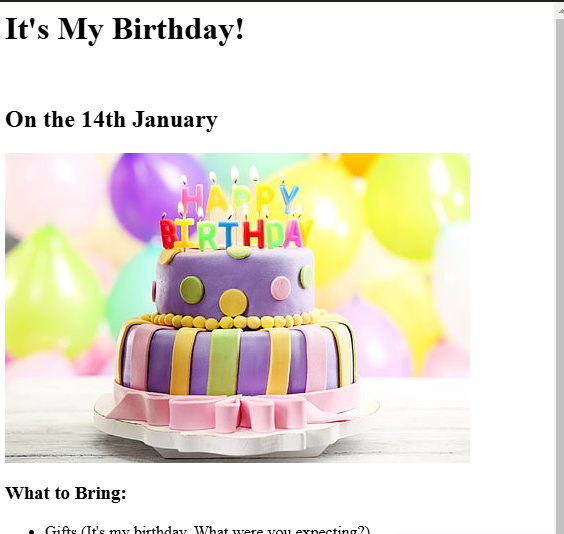 It's My Birthday!
On the 14th January
HAPPY
BIRTHDAY
What to Bring:
Gifts (It's my birthday. What were you expecting?)